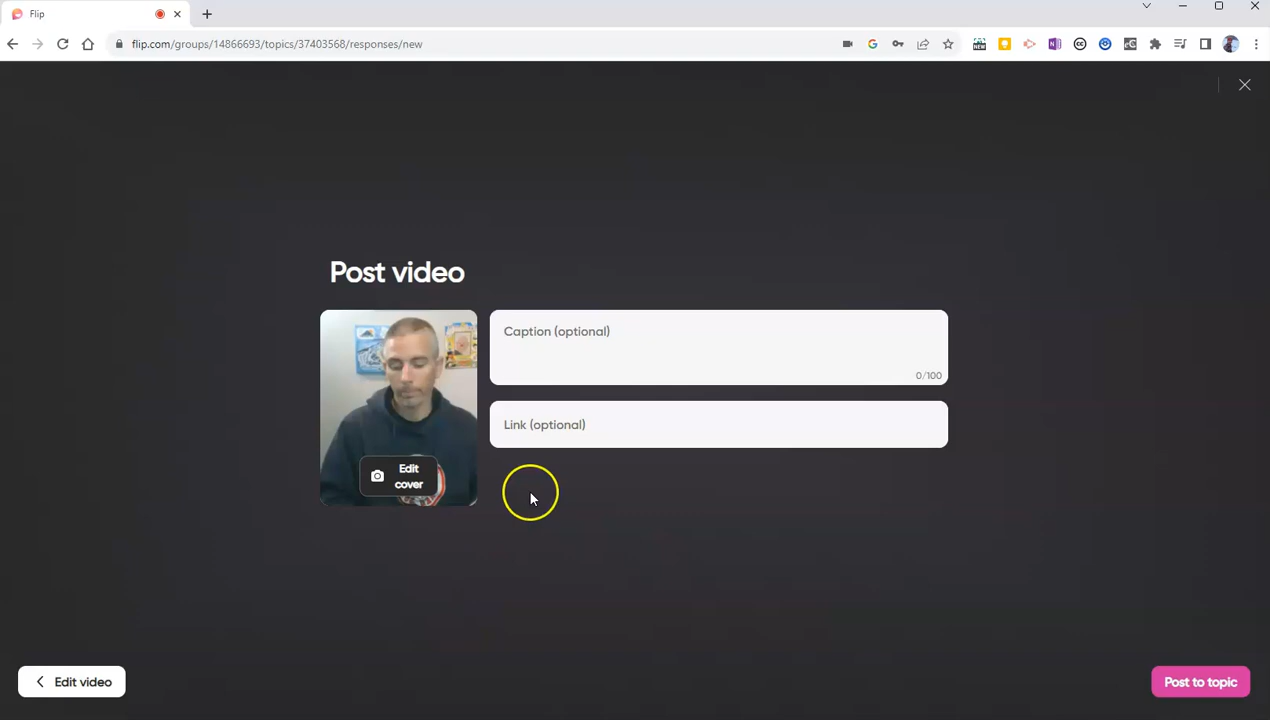 Flip
flip.com/groups/14866693/topics/37403568/responses/new
Post video
Caption (optional)
0/100
Link (optional)
Edit
cover
Edit video
Post to topic